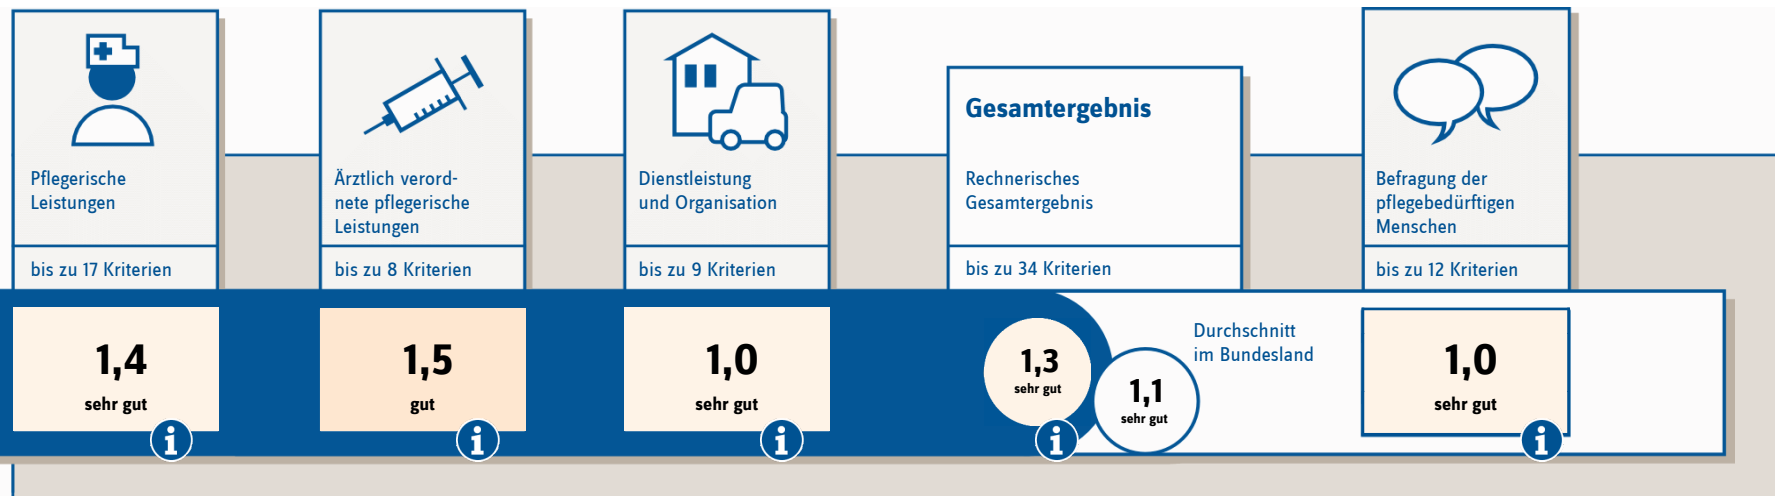 Pflegerische
Leistungen
bis zu 17 Kriterien
1,4
sehr gut
i
Ärztlich verord-
nete pflegerische
Leistungen
bis zu 8 Kriterien
1,5
gut
i
Dienstleistung
und Organisation
bis zu 9 Kriterien
1,0
sehr gut
i
Gesamtergebnis
Rechnerisches
Gesamtergebnis
bis zu 34 Kriterien
1,3
sehr gut
i
1,1
sehr gut
Durchschnitt
im Bundesland
Befragung der
pflegebedürftigen
Menschen
bis zu 12 Kriterien
1,0
sehr gut
i